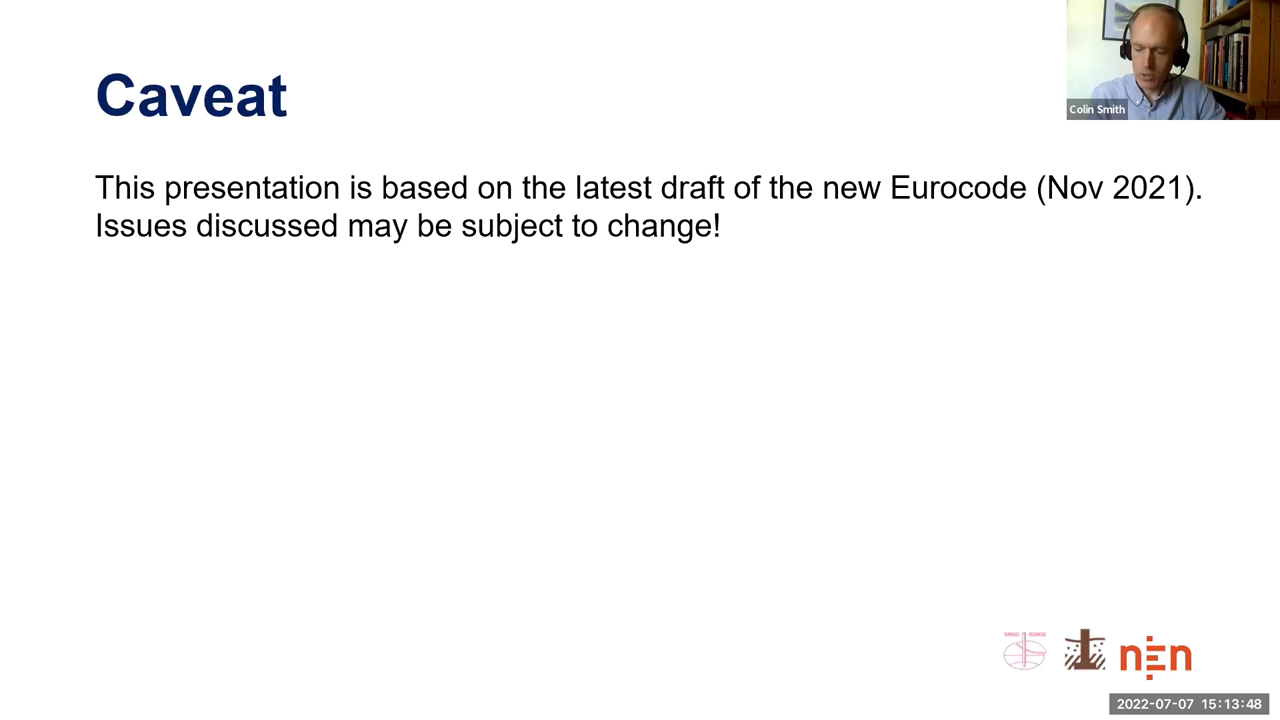 Caveat
This presentation is based on the latest draft of the new Eurocode (Nov 2021).
Issues discussed may be subject to change!
Colin Smith
nEn
2022-07-07 15:13:48